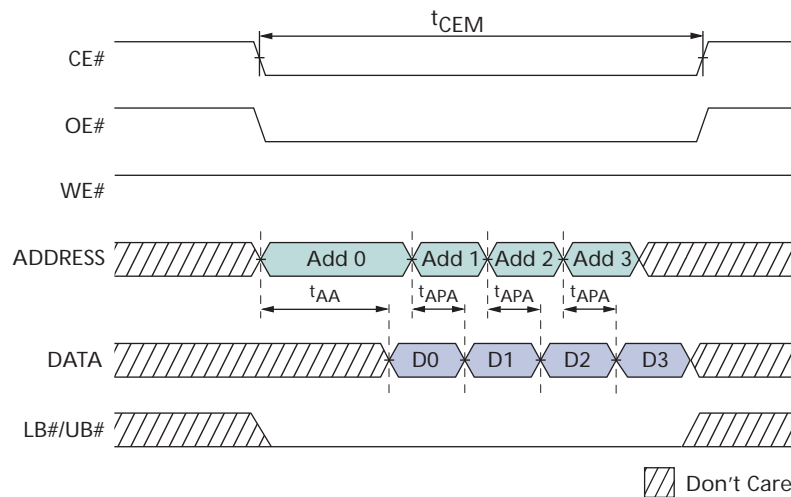 tCEM
CE#
OE#
WE#
ADDRESS Add 0 Add 1 Add 2 Add 3
tAA tAPA tAPA tAPA
DATA D0 D1 D2 D3
LB#/UB#
Don't Care